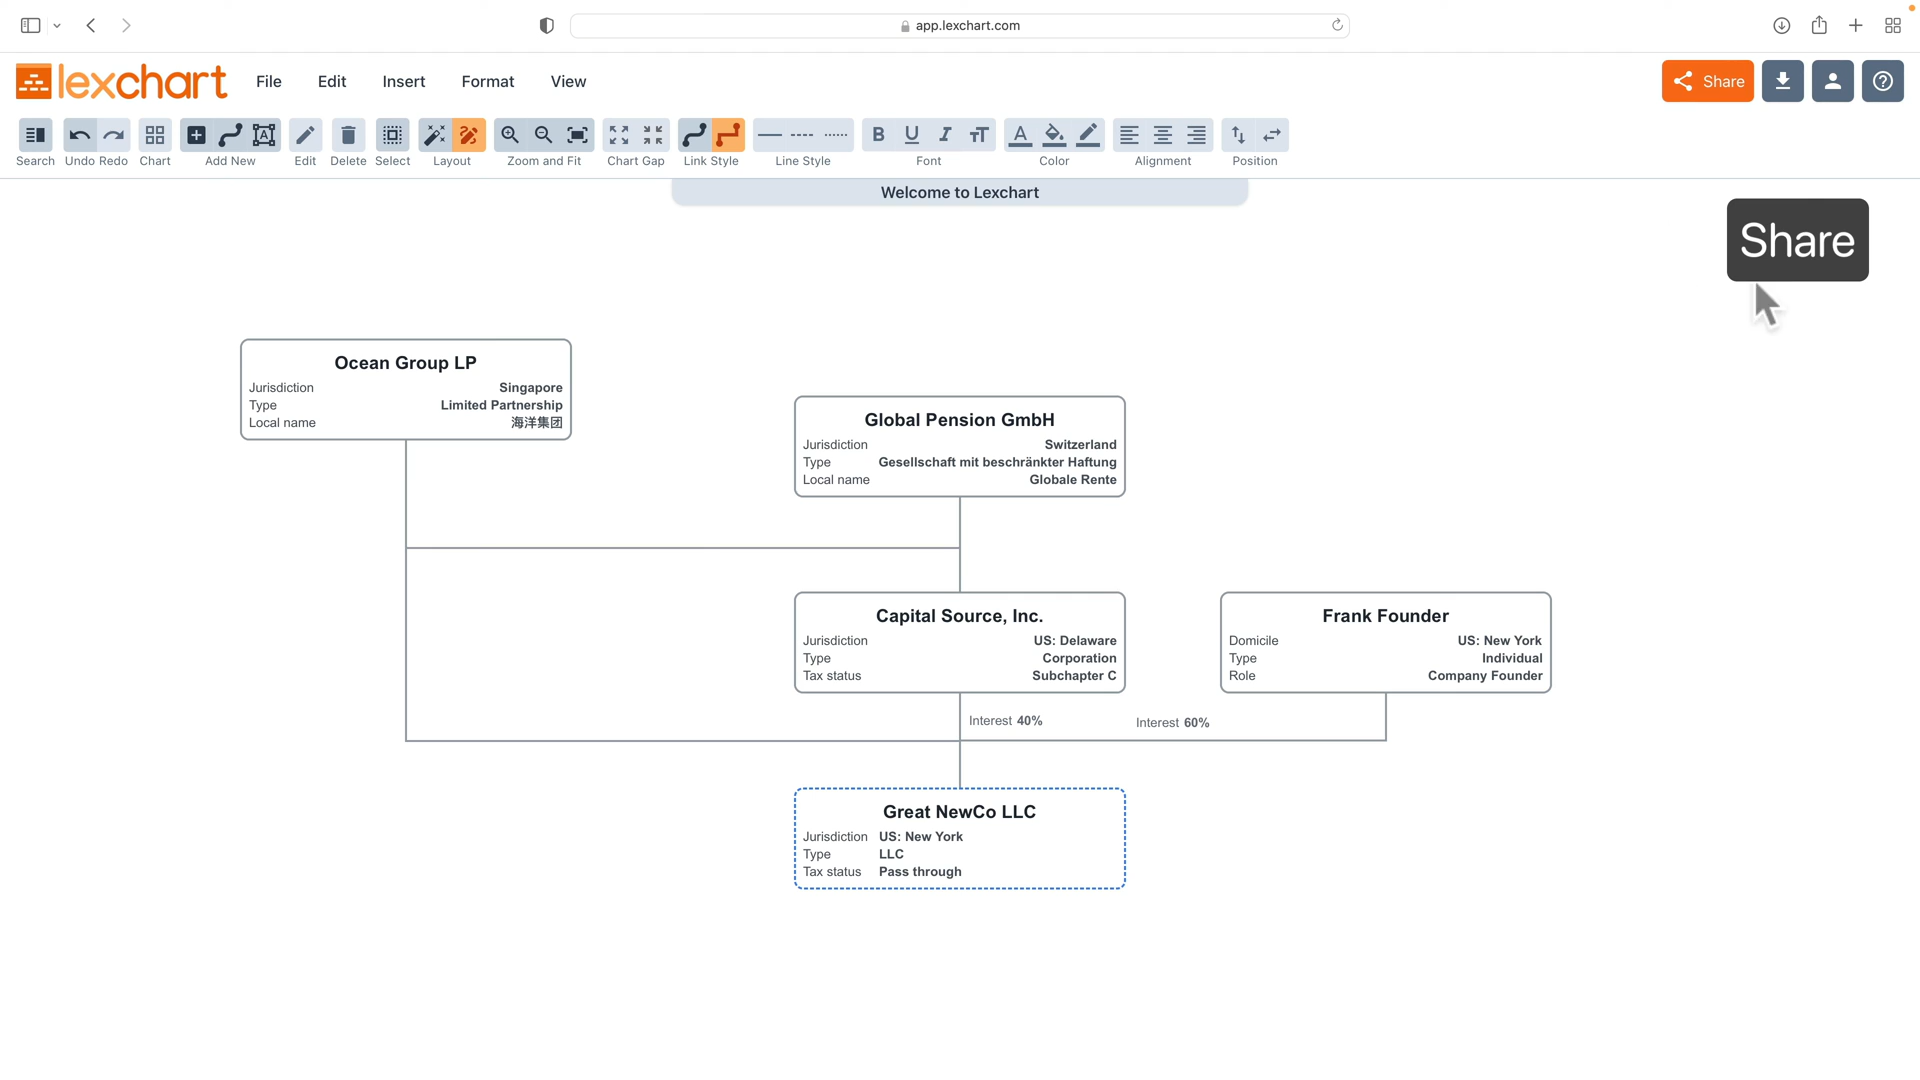 app.lexchart.com
lexchart
File Edit Insert Format View
Share
Search Undo Redo Chart Add New Edit Delete Select Layout Zoom and Fit Chart Gap Link Style Line Style Font Color Alignment Position
Welcome to Lexchart
Share
Ocean Group LP
Jurisdiction Singapore
Type Limited Partnership
Local name 海洋集团
Global Pension GmbH
Jurisdiction Switzerland
Type Gesellschaft mit beschränkter Haftung
Local name Globale Rente
Capital Source, Inc.
Jurisdiction US: Delaware
Type Corporation
Tax status Subchapter C
Frank Founder
Domicile US: New York
Type Individual
Role Company Founder
Interest 40%
Interest 60%
Great NewCo LLC
Jurisdiction US: New York
Type LLC
Tax status Pass through